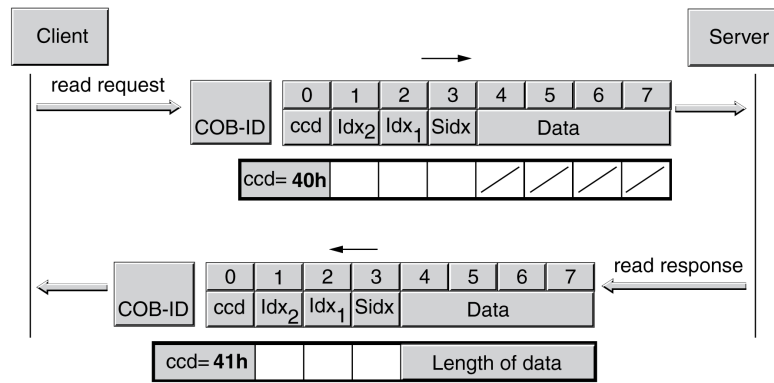 Client
Server
read request
COB-ID
0 1 2 3 4 5 6 7
ccd Idx2 Idx1 Sidx Data
ccd= 40h
read response
COB-ID
0 1 2 3 4 5 6 7
ccd Idx2 Idx1 Sidx Data
ccd= 41h Length of data